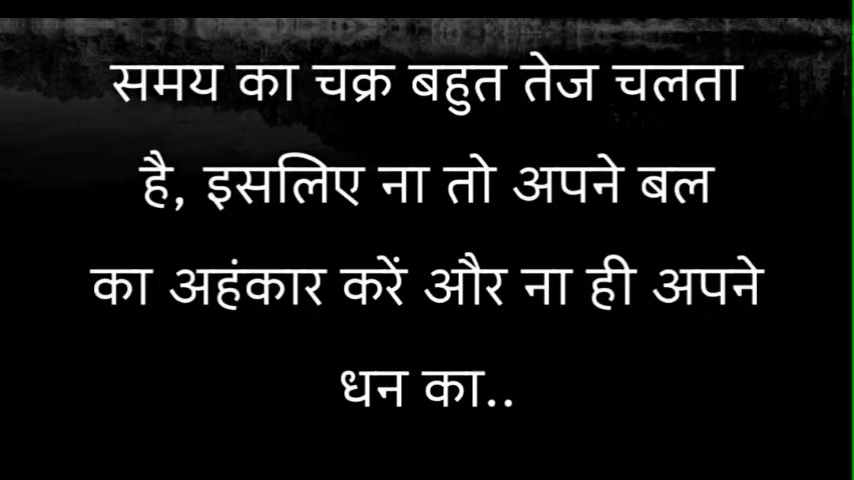 समय का चक्र बहुत तेज चलता
है, इसलिए ना तो अपने बल
का अहंकार करें और ना ही अपने
धन का..